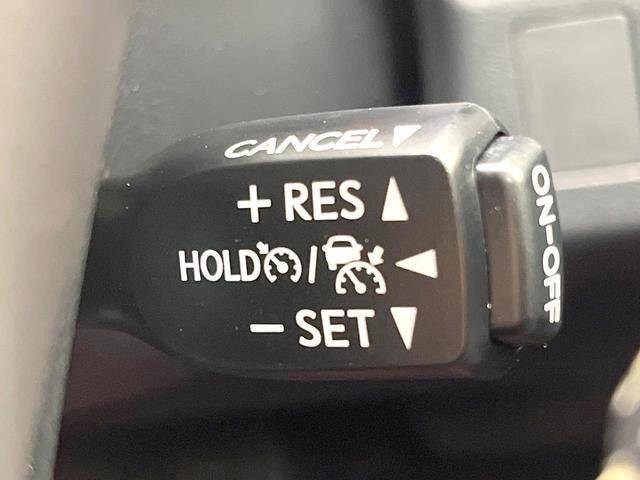 CANCEL▼
+ RES ▲
HOLD / ◀
− SET ▼
ON-OFF